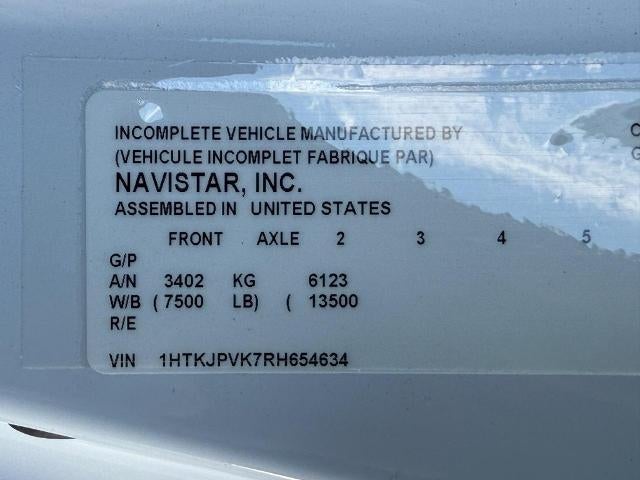 INCOMPLETE VEHICLE MANUFACTURED BY
(VEHICULE INCOMPLET FABRIQUE PAR)
NAVISTAR, INC.
ASSEMBLED IN UNITED STATES
FRONT AXLE 2 3 4 5
G/P
A/N 3402 KG 6123
W/B ( 7500 LB) ( 13500
R/E
VIN 1HTKJPVK7RH654634